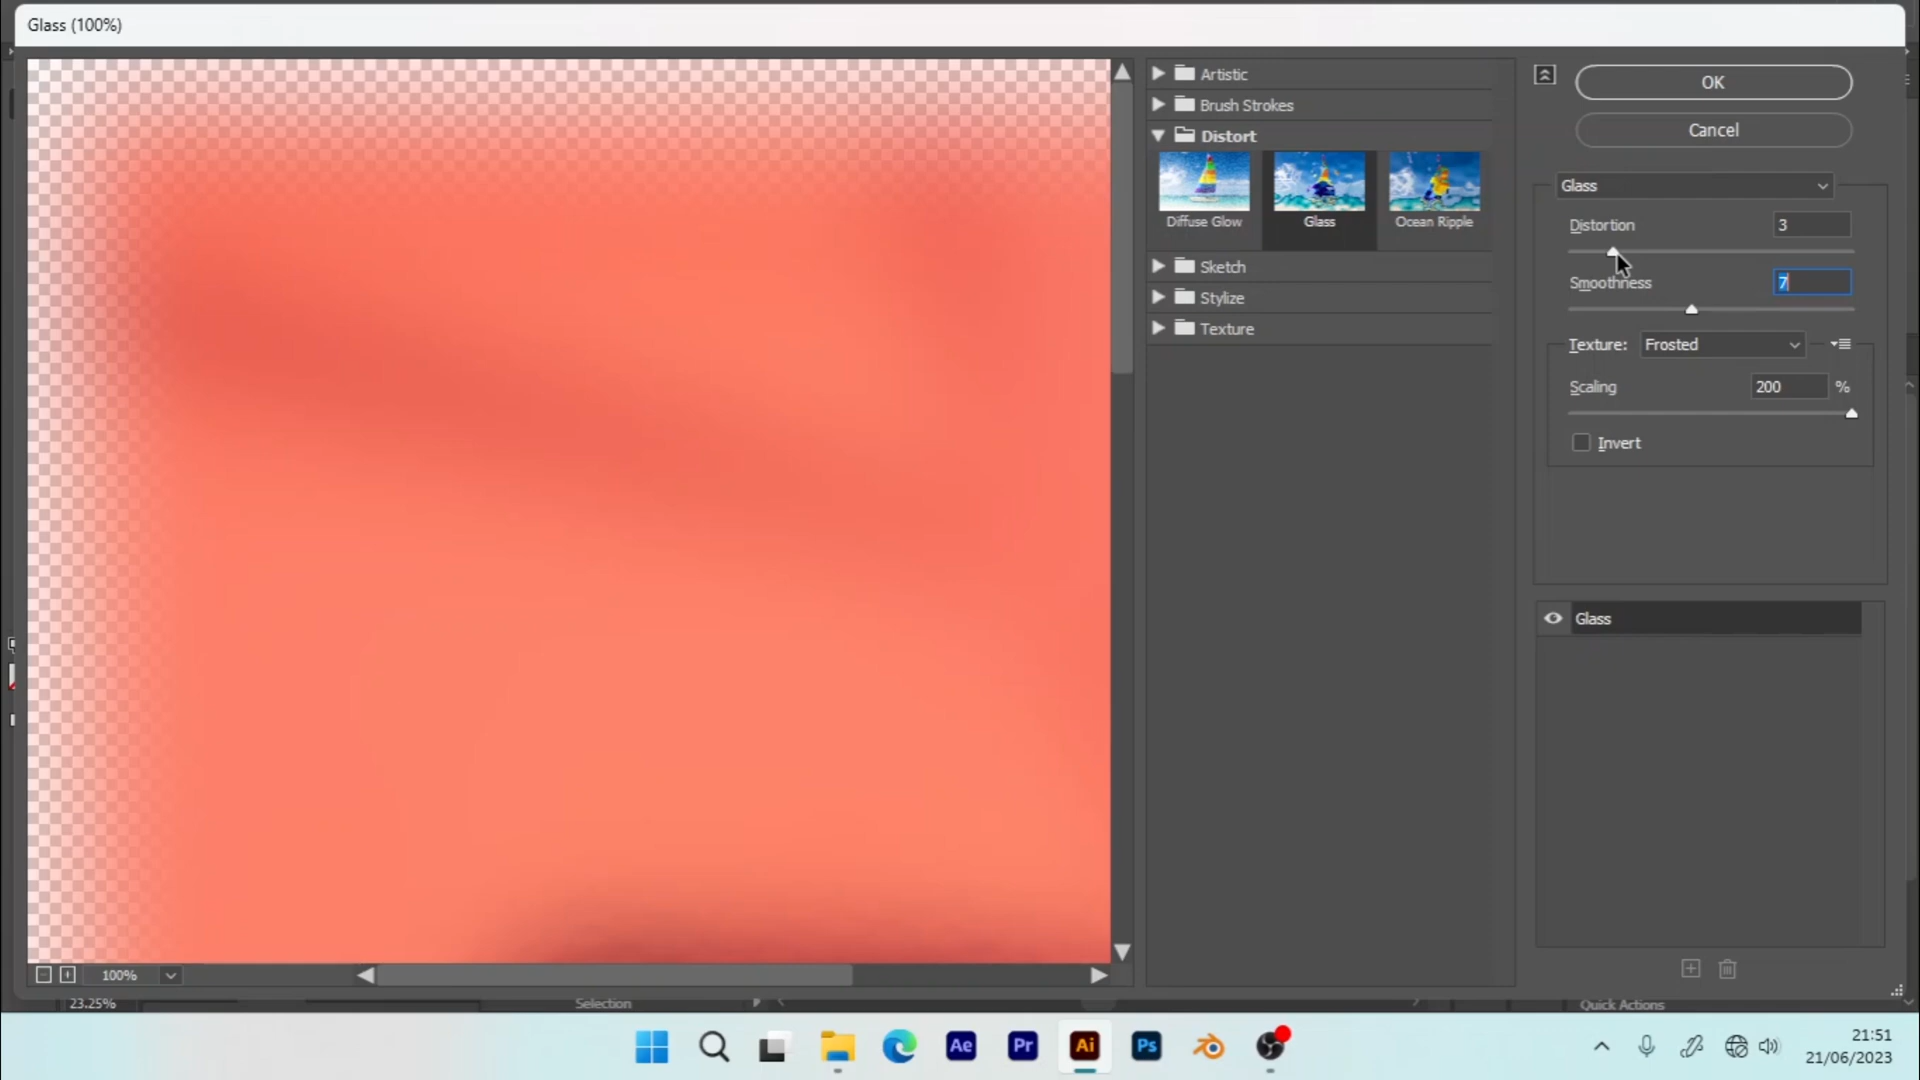 Glass (100%)
Artistic
Brush Strokes
Distort
Diffuse Glow
Glass
Ocean Ripple
Sketch
Stylize
Texture
OK
Cancel
Glass
Distortion 3
Smoothness 7
Texture: Frosted
Scaling 200 %
Invert
Glass
100%
23.25%
Selection
Quick Actions
Ae
Pr
Ai
Ps
21:51
21/06/2023